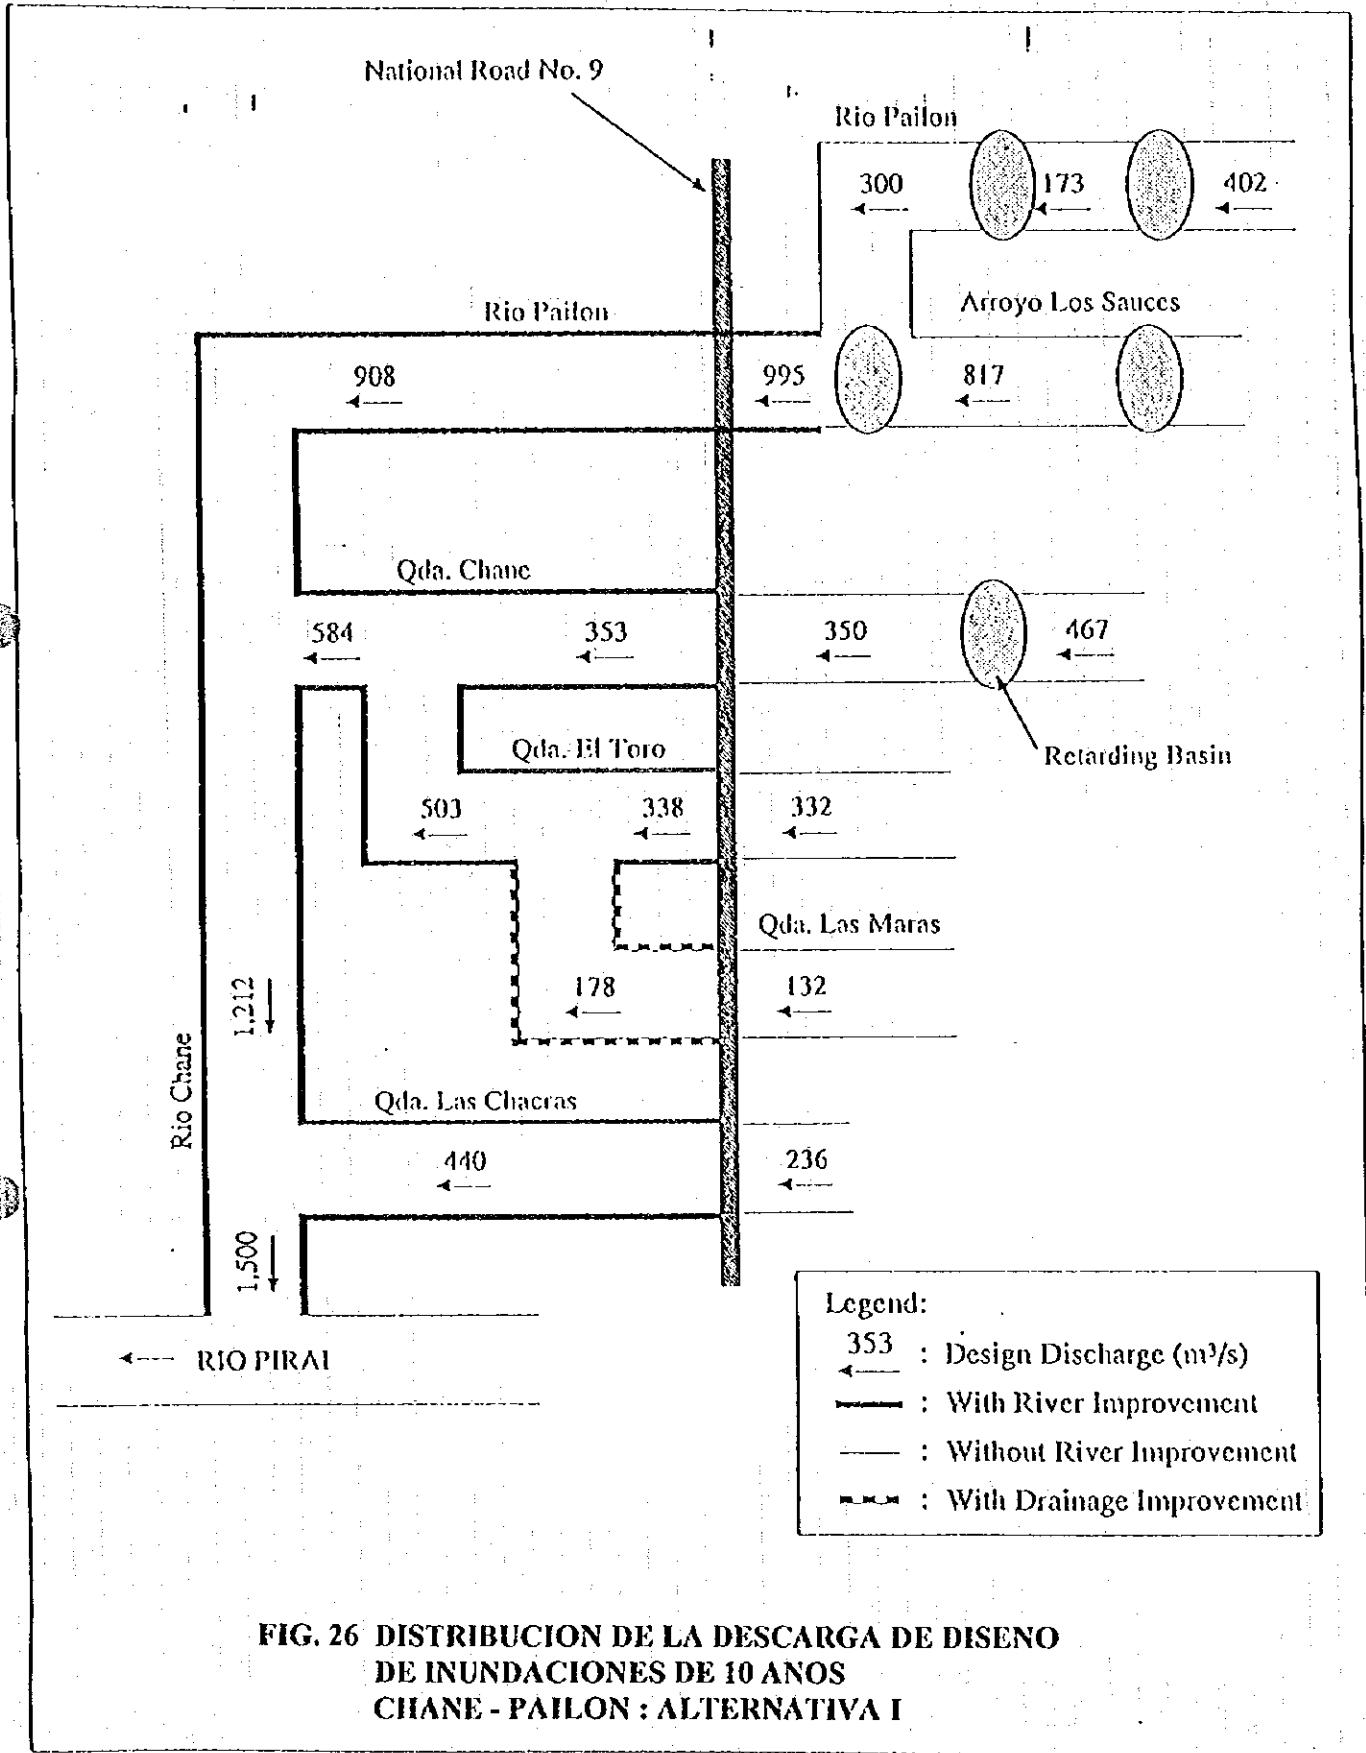 National Road No. 9
Rio Pailon
300
173
402
Rio Pailon
Arroyo Los Sauces
908
995
817
Qda. Chane
584
353
350
467
Qda. El Toro
Retarding Basin
503
338
332
Qda. Las Maras
178
132
1,212
Rio Chane
Qda. Las Chacras
440
236
1,500
RIO PIRAI
Legend:
353 : Design Discharge (m³/s)
: With River Improvement
: Without River Improvement
: With Drainage Improvement
FIG. 26 DISTRIBUCION DE LA DESCARGA DE DISENO
DE INUNDACIONES DE 10 ANOS
CHANE - PAILON : ALTERNATIVA I